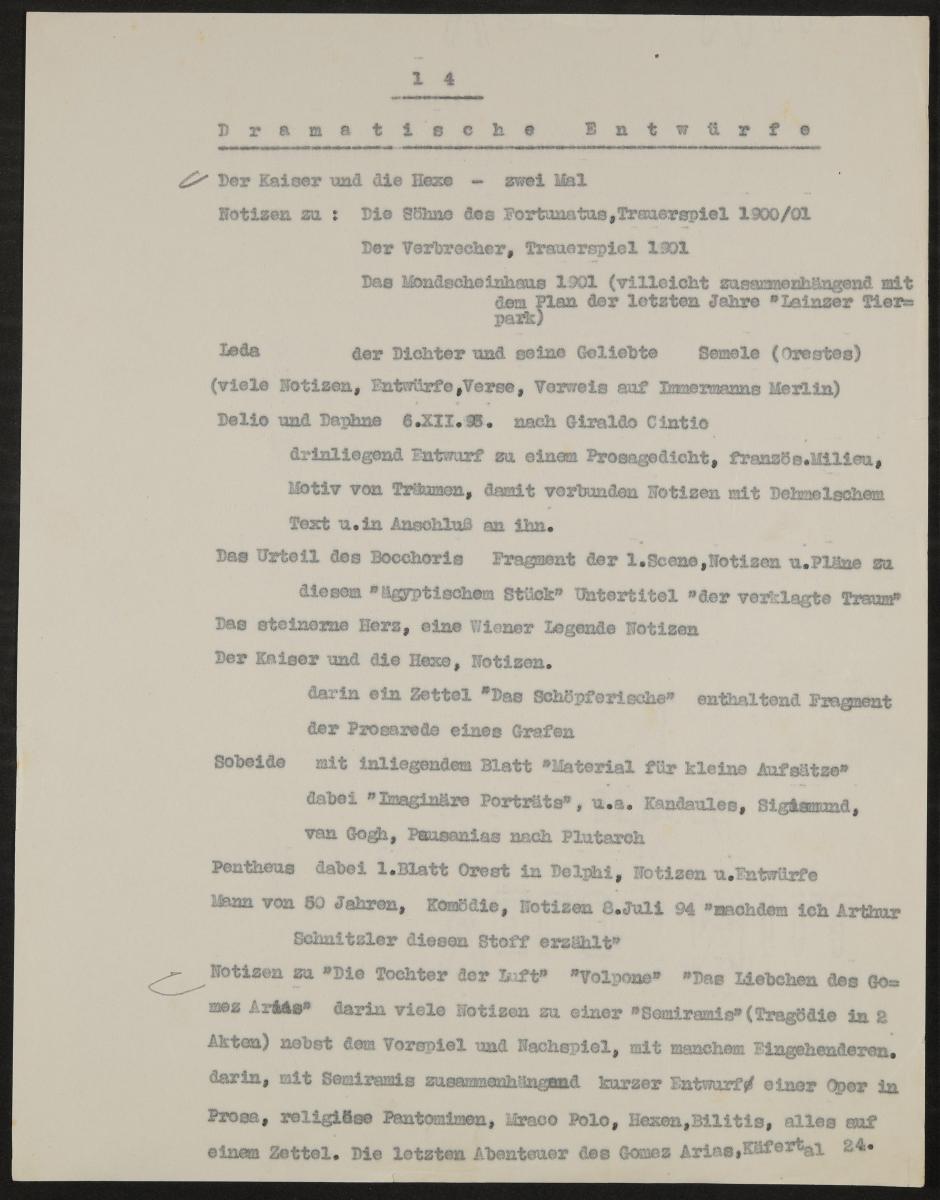 1 4
Dramatische Entwürfe
Der Kaiser und die Hexe - zwei Mal
Notizen zu : Die Söhne des Fortunatus,Trauerspiel 1900/01
Der Verbrecher, Trauerspiel 1901
Das Mondscheinhaus 1901 (villeicht zusammenhängend mit
dem Plan der letzten Jahre "Lainzer Tier=
park)
Leda der Dichter und seine Geliebte Semele (Orestes)
(viele Notizen, Entwürfe,Verse, Verweis auf Immermanns Merlin)
Delio und Daphne 6.XII.93. nach Giraldo Cintio
drinliegend Entwurf zu einem Prosagedicht, französ.Milieu,
Motiv von Träumen, damit verbunden Notizen mit Dehmelschem
Text u.in Anschluß an ihn.
Das Urteil des Bocchoris Fragment der 1.Scene,Notizen u.Pläne zu
diesem "ägyptischem Stück" Untertitel "der verklagte Traum"
Das steinerne Herz, eine Wiener Legende Notizen
Der Kaiser und die Hexe, Notizen.
darin ein Zettel "Das Schöpferische" enthaltend Fragment
der Prosarede eines Grafen
Sobeide mit inliegendem Blatt "Material für kleine Aufsätze"
dabei "Imaginäre Porträts", u.a. Kandaules, Sigismund,
van Gogh, Pausanias nach Plutarch
Pentheus dabei 1.Blatt Orest in Delphi, Notizen u.Entwürfe
Mann von 50 Jahren, Komödie, Notizen 8.Juli 94 "nachdem ich Arthur
Schnitzler diesen Stoff erzählt"
Notizen zu "Die Tochter der Luft" "Volpone" "Das Liebchen des Go=
mez Arias" darin viele Notizen zu einer "Semiramis"(Tragödie in 2
Akten) nebst dem Vorspiel und Nachspiel, mit manchem Eingehenderen.
darin, mit Semiramis zusammenhängend kurzer Entwurf einer Oper in
Prosa, religiöse Pantomimen, Mraco Polo, Hexen,Bilitis, alles auf
einem Zettel. Die letzten Abenteuer des Gomez Arias,Käfertal 24.